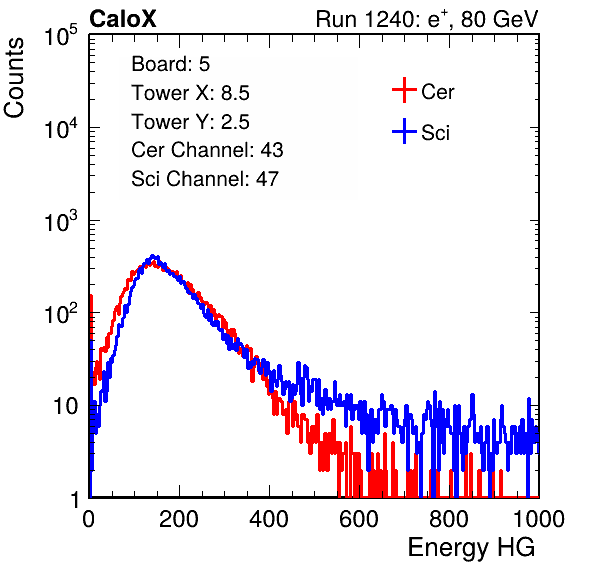 CaloX Run 1240: e⁺, 80 GeV
Counts
10⁵
10⁴
10³
10²
10
1
Board: 5
Tower X: 8.5
Tower Y: 2.5
Cer Channel: 43
Sci Channel: 47
Cer
Sci
0 200 400 600 800 1000
Energy HG